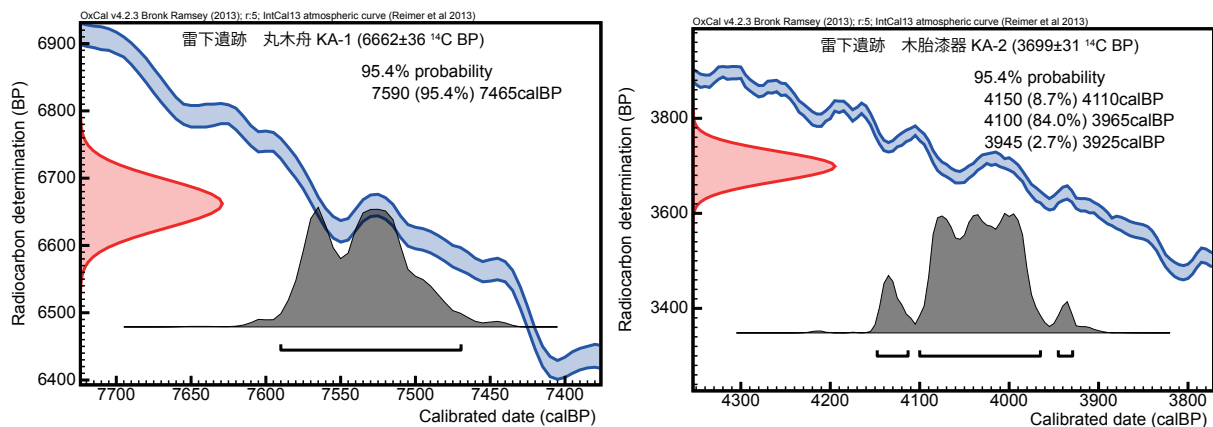 OxCal v4.2.3 Bronk Ramsey (2013); r:5; IntCal13 atmospheric curve (Reimer et al 2013)
雷下遺跡　丸木舟 KA-1 (6662±36 ¹⁴C BP)
95.4% probability
7590 (95.4%) 7465calBP
Radiocarbon determination (BP)
6900
6800
6700
6600
6500
6400
7700 7650 7600 7550 7500 7450 7400
Calibrated date (calBP)
OxCal v4.2.3 Bronk Ramsey (2013); r:5; IntCal13 atmospheric curve (Reimer et al 2013)
雷下遺跡　木胎漆器 KA-2 (3699±31 ¹⁴C BP)
95.4% probability
4150 (8.7%) 4110calBP
4100 (84.0%) 3965calBP
3945 (2.7%) 3925calBP
Radiocarbon determination (BP)
3800
3600
3400
4300 4200 4100 4000 3900 3800
Calibrated date (calBP)